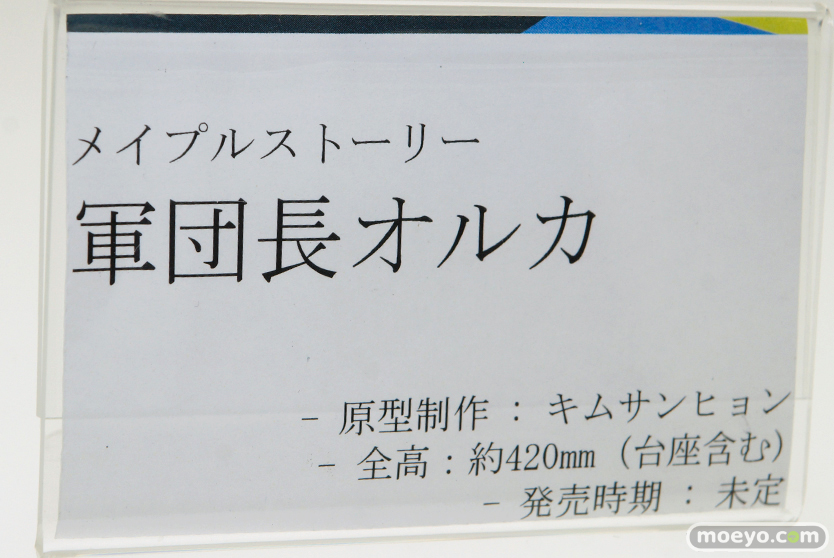 メイプルストーリー
軍団長オルカ
- 原型制作 : キムサンヒョン
- 全高 : 約420mm (台座含む)
- 発売時期 : 未定
moeyo.com